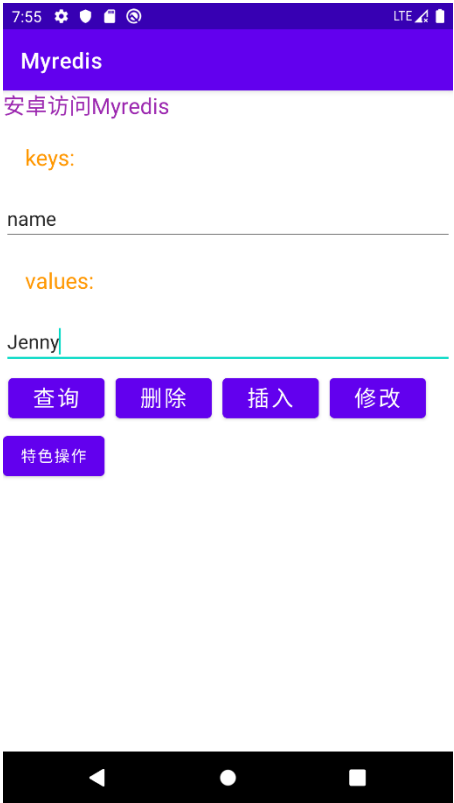 7:55 LTE
Myredis
安卓访问Myredis
keys:
name
values:
Jenny
查询 删除 插入 修改
特色操作